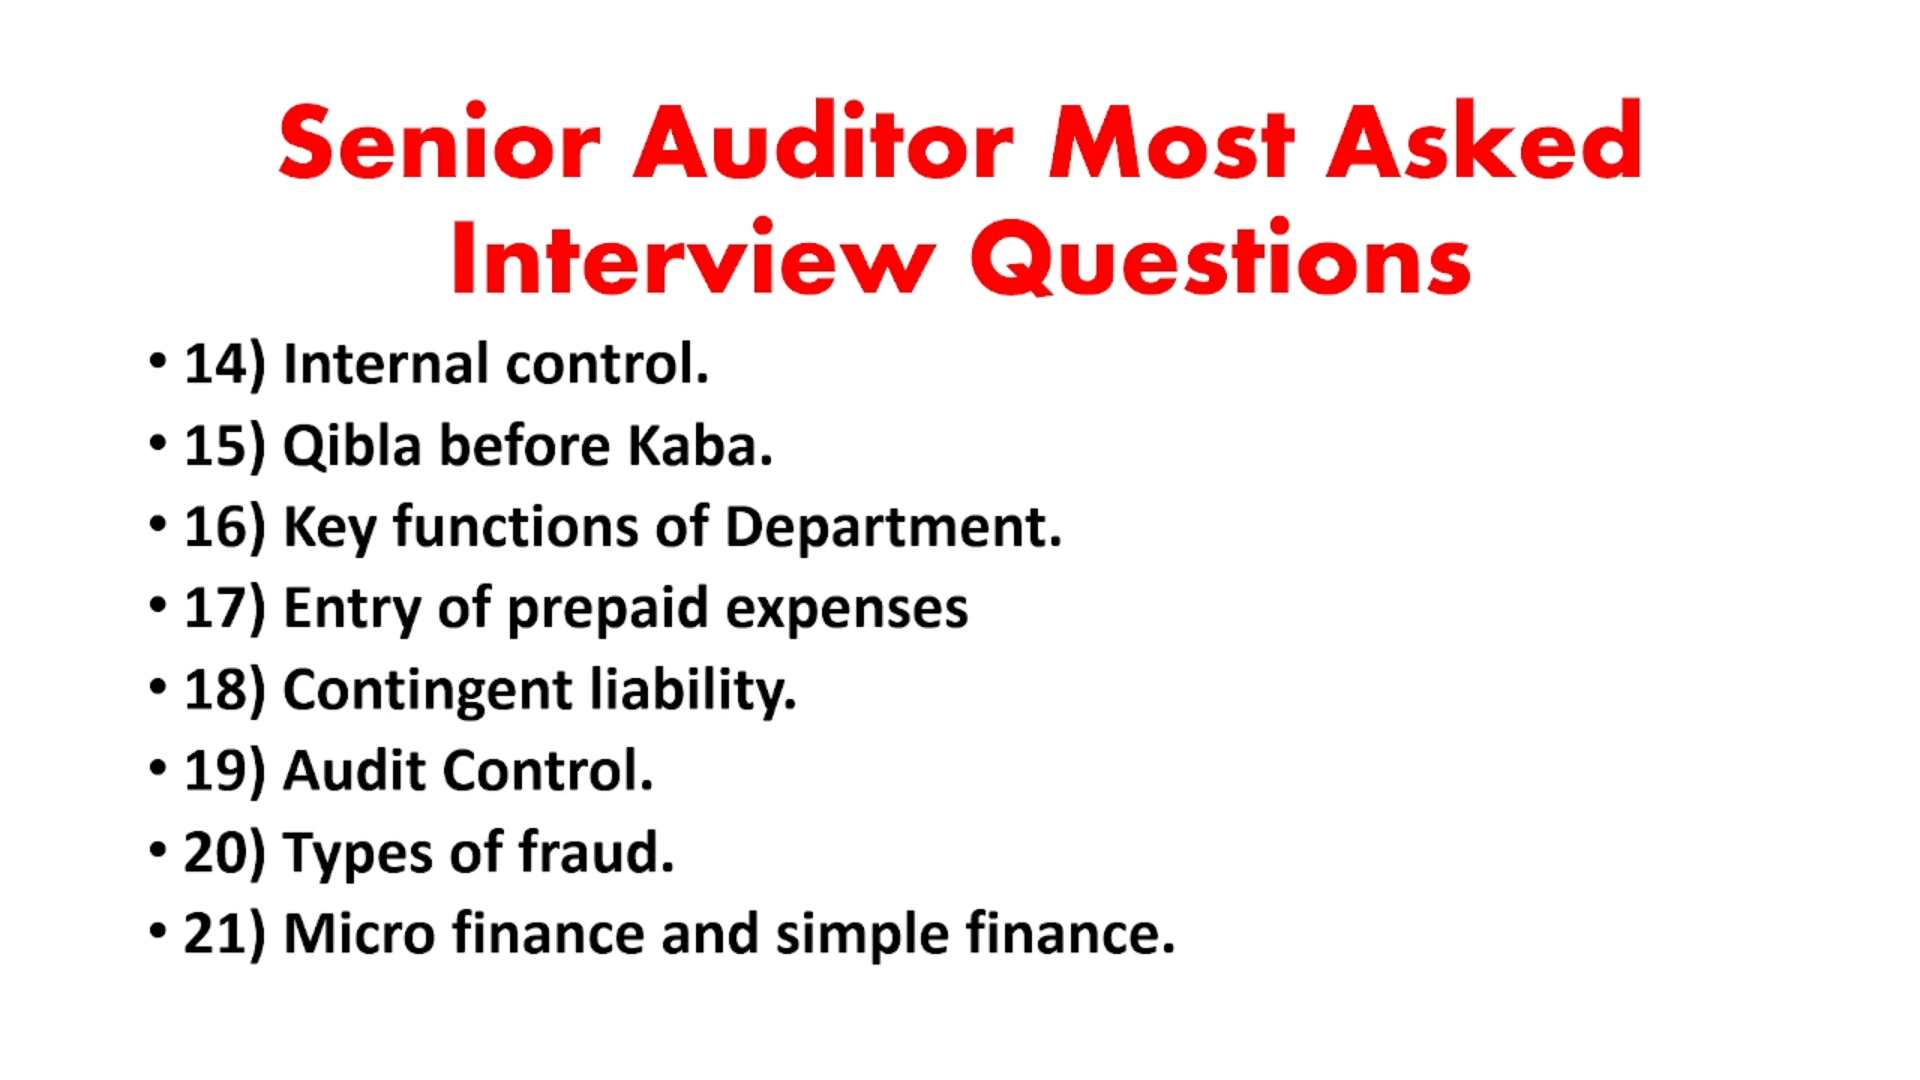 Senior Auditor Most Asked
Interview Questions
• 14) Internal control.
• 15) Qibla before Kaba.
• 16) Key functions of Department.
• 17) Entry of prepaid expenses
• 18) Contingent liability.
• 19) Audit Control.
• 20) Types of fraud.
• 21) Micro finance and simple finance.